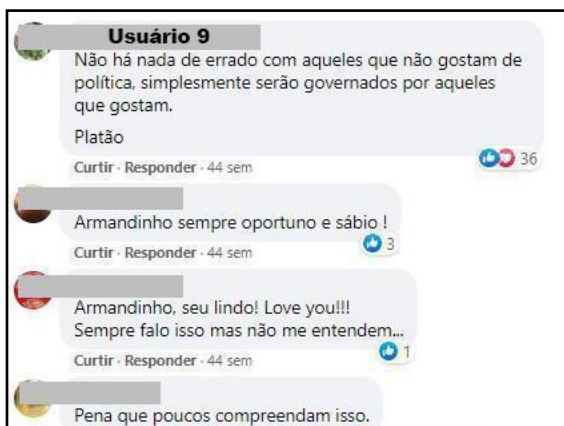 Usuário 9
Não há nada de errado com aqueles que não gostam de
política, simplesmente serão governados por aqueles
que gostam.
Platão
36
Curtir · Responder · 44 sem
Armandinho sempre oportuno e sábio !
3
Curtir · Responder · 44 sem
Armandinho, seu lindo! Love you!!!
Sempre falo isso mas não me entendem...
1
Curtir · Responder · 44 sem
Pena que poucos compreendam isso.